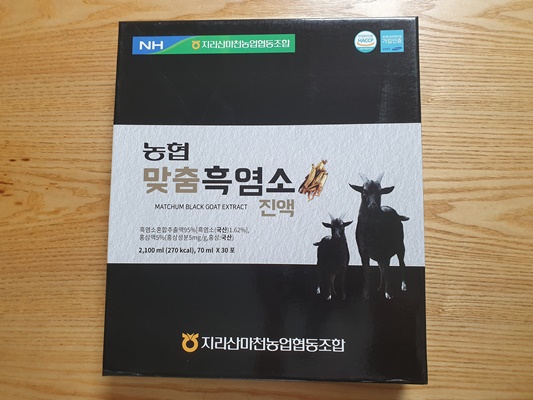 NH 지리산마천농업협동조합
HACCP
농협
맞춤흑염소
진액
MATCHUM BLACK GOAT EXTRACT
흑염소혼합추출액95%[흑염소(국산)1.62%],
홍삼액5%(홍삼성분5mg/g,홍삼:국산)
2,100 ml (270 kcal), 70 ml X 30 포
지리산마천농업협동조합